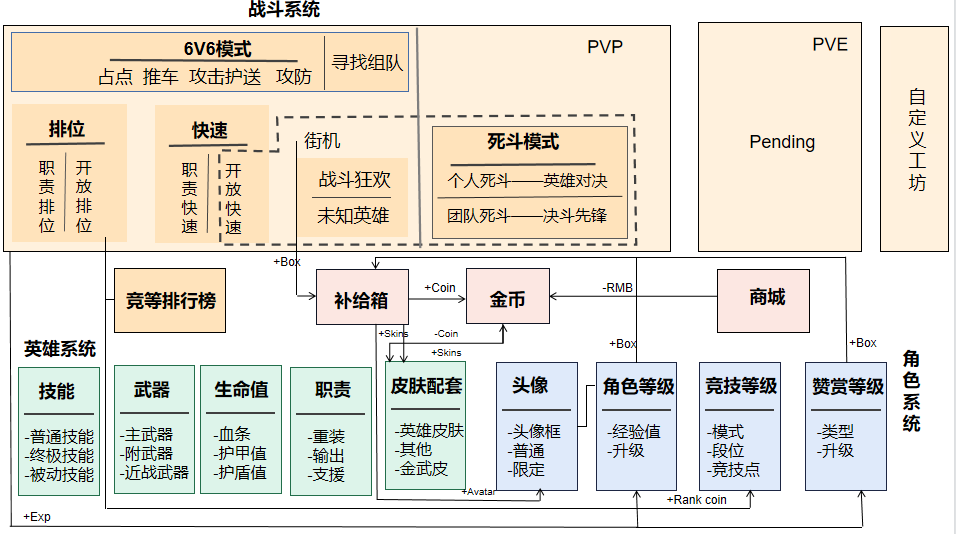 战斗系统
6V6模式
占点 推车 攻击护送 攻防
寻找组队
PVP
PVE
Pending
自定义工坊
排位
职责排位
开放排位
快速
职责快速
开放快速
街机
战斗狂欢
未知英雄
死斗模式
个人死斗——英雄对决
团队死斗——决斗先锋
+Box
竞等排行榜
补给箱
+Coin
金币
-RMB
商城
+Skins
-Coin
+Skins
+Box
+Box
英雄系统
角色系统
技能
-普通技能
-终极技能
-被动技能
武器
-主武器
-附武器
-近战武器
生命值
-血条
-护甲值
-护盾值
职责
-重装
-输出
-支援
皮肤配套
-英雄皮肤
-其他
-金武皮
头像
-头像框
-普通
-限定
角色等级
-经验值
-升级
竞技等级
-模式
-段位
-竞技点
赞赏等级
-类型
-升级
+Avatar
+Rank coin
+Exp